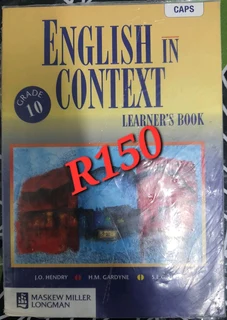 CAPS
ENGLISH IN
CONTEXT
GRADE
10
LEARNER'S BOOK
R150
J.O. HENDRY
H.M. GARDYNE
MASKEW MILLER
LONGMAN